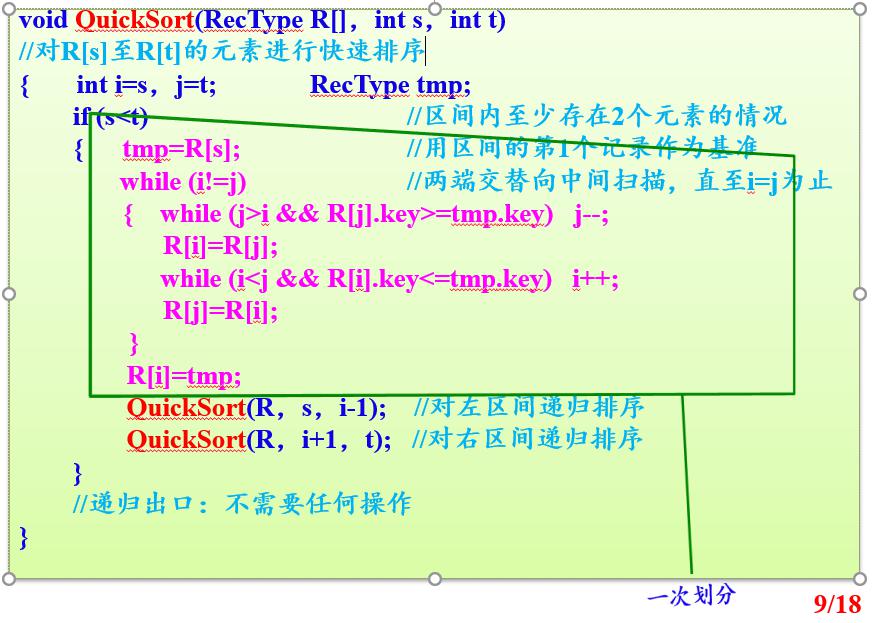 void QuickSort(RecType R[]，int s，int t)
//对R[s]至R[t]的元素进行快速排序
{ int i=s，j=t; RecType tmp;
if (s<t) //区间内至少存在2个元素的情况
{ tmp=R[s]; //用区间的第1个记录作为基准
while (i!=j) //两端交替向中间扫描，直至i=j为止
{ while (j>i && R[j].key>=tmp.key) j--;
R[i]=R[j];
while (i<j && R[i].key<=tmp.key) i++;
R[j]=R[i];
}
R[i]=tmp;
QuickSort(R，s，i-1); //对左区间递归排序
QuickSort(R，i+1，t); //对右区间递归排序
}
//递归出口：不需要任何操作
}
一次划分
9/18